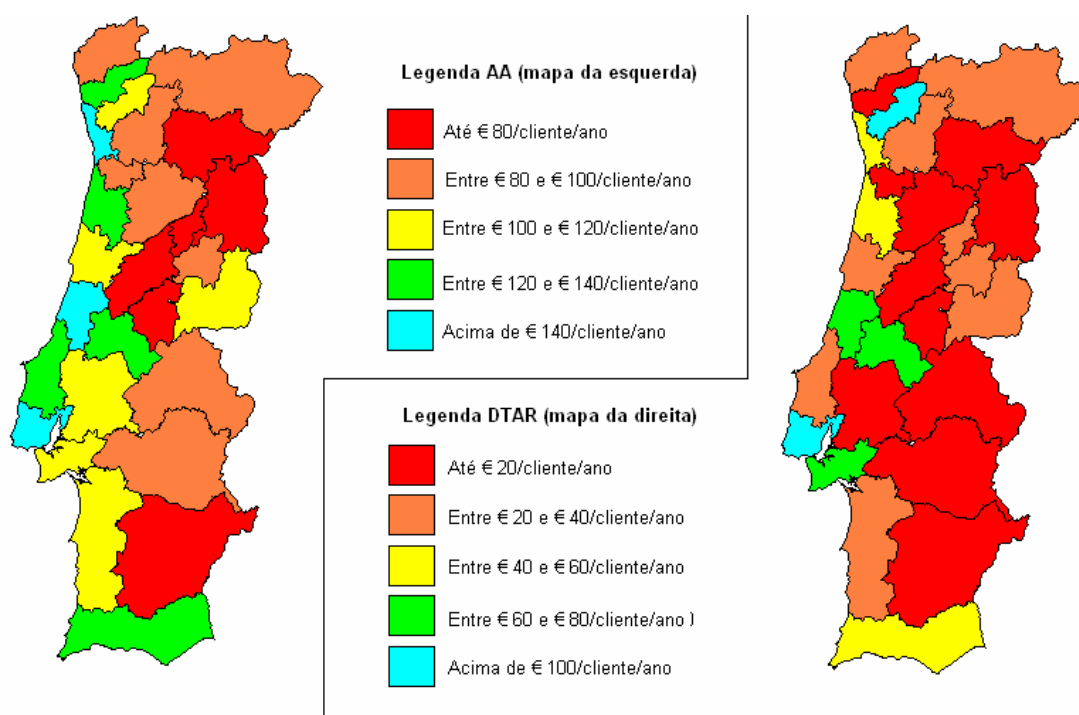 Legenda AA (mapa da esquerda)
Até € 80/cliente/ano
Entre € 80 e € 100/cliente/ano
Entre € 100 e € 120/cliente/ano
Entre € 120 e € 140/cliente/ano
Acima de € 140/cliente/ano
Legenda DTAR (mapa da direita)
Até € 20/cliente/ano
Entre € 20 e € 40/cliente/ano
Entre € 40 e € 60/cliente/ano
Entre € 60 e € 80/cliente/ano )
Acima de € 100/cliente/ano